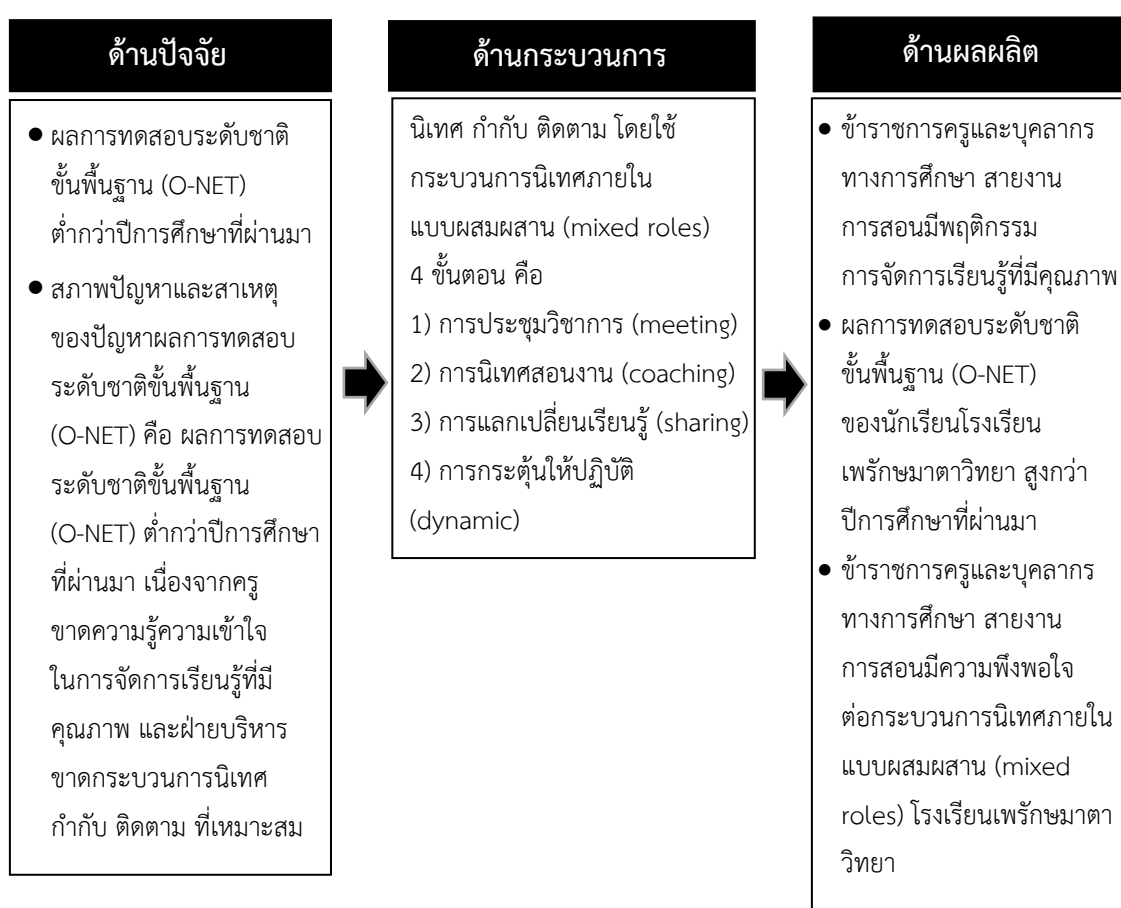 ด้านปัจจัย
● ผลการทดสอบระดับชาติ
ขั้นพื้นฐาน (O-NET)
ต่ำกว่าปีการศึกษาที่ผ่านมา
● สภาพปัญหาและสาเหตุ
ของปัญหาผลการทดสอบ
ระดับชาติขั้นพื้นฐาน
(O-NET) คือ ผลการทดสอบ
ระดับชาติขั้นพื้นฐาน
(O-NET) ต่ำกว่าปีการศึกษา
ที่ผ่านมา เนื่องจากครู
ขาดความรู้ความเข้าใจ
ในการจัดการเรียนรู้ที่มี
คุณภาพ และฝ่ายบริหาร
ขาดกระบวนการนิเทศ
กำกับ ติดตาม ที่เหมาะสม
ด้านกระบวนการ
นิเทศ กำกับ ติดตาม โดยใช้
กระบวนการนิเทศภายใน
แบบผสมผสาน (mixed roles)
4 ขั้นตอน คือ
1) การประชุมวิชาการ (meeting)
2) การนิเทศสอนงาน (coaching)
3) การแลกเปลี่ยนเรียนรู้ (sharing)
4) การกระตุ้นให้ปฏิบัติ
(dynamic)
ด้านผลผลิต
● ข้าราชการครูและบุคลากร
ทางการศึกษา สายงาน
การสอนมีพฤติกรรม
การจัดการเรียนรู้ที่มีคุณภาพ
● ผลการทดสอบระดับชาติ
ขั้นพื้นฐาน (O-NET)
ของนักเรียนโรงเรียน
เพรักษมาตาวิทยา สูงกว่า
ปีการศึกษาที่ผ่านมา
● ข้าราชการครูและบุคลากร
ทางการศึกษา สายงาน
การสอนมีความพึงพอใจ
ต่อกระบวนการนิเทศภายใน
แบบผสมผสาน (mixed
roles) โรงเรียนเพรักษมาตา
วิทยา